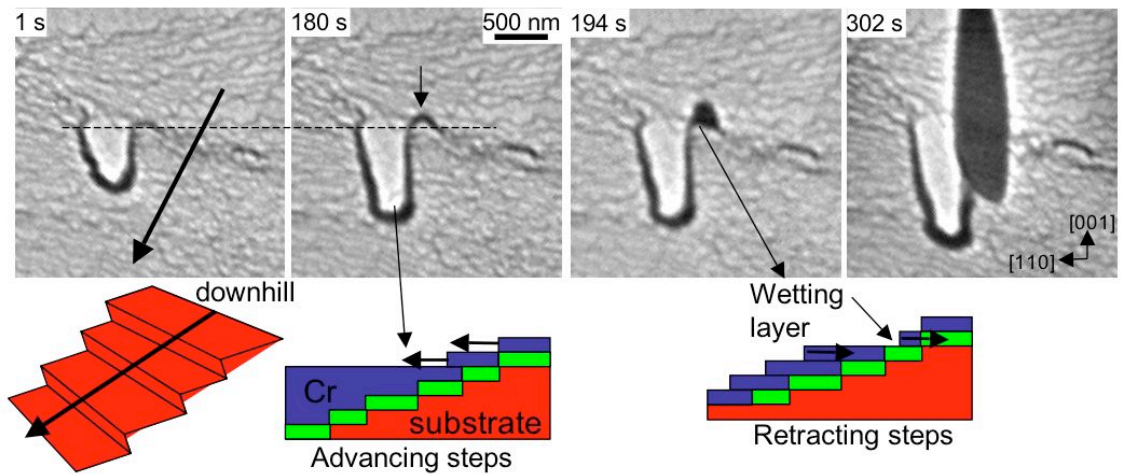 1 s
180 s
500 nm
194 s
302 s
[001]
[110]
downhill
Cr
substrate
Advancing steps
Wetting
layer
Retracting steps